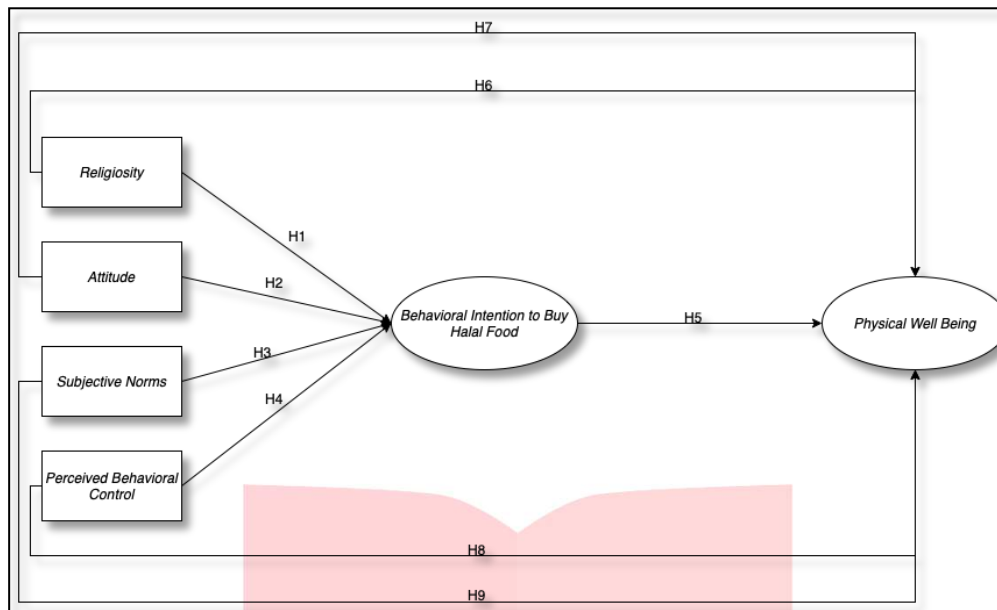 H7
H6
Religiosity
H1
Attitude
H2
Behavioral Intention to Buy
Halal Food
H5
Physical Well Being
H3
Subjective Norms
H4
Perceived Behavioral
Control
H8
H9